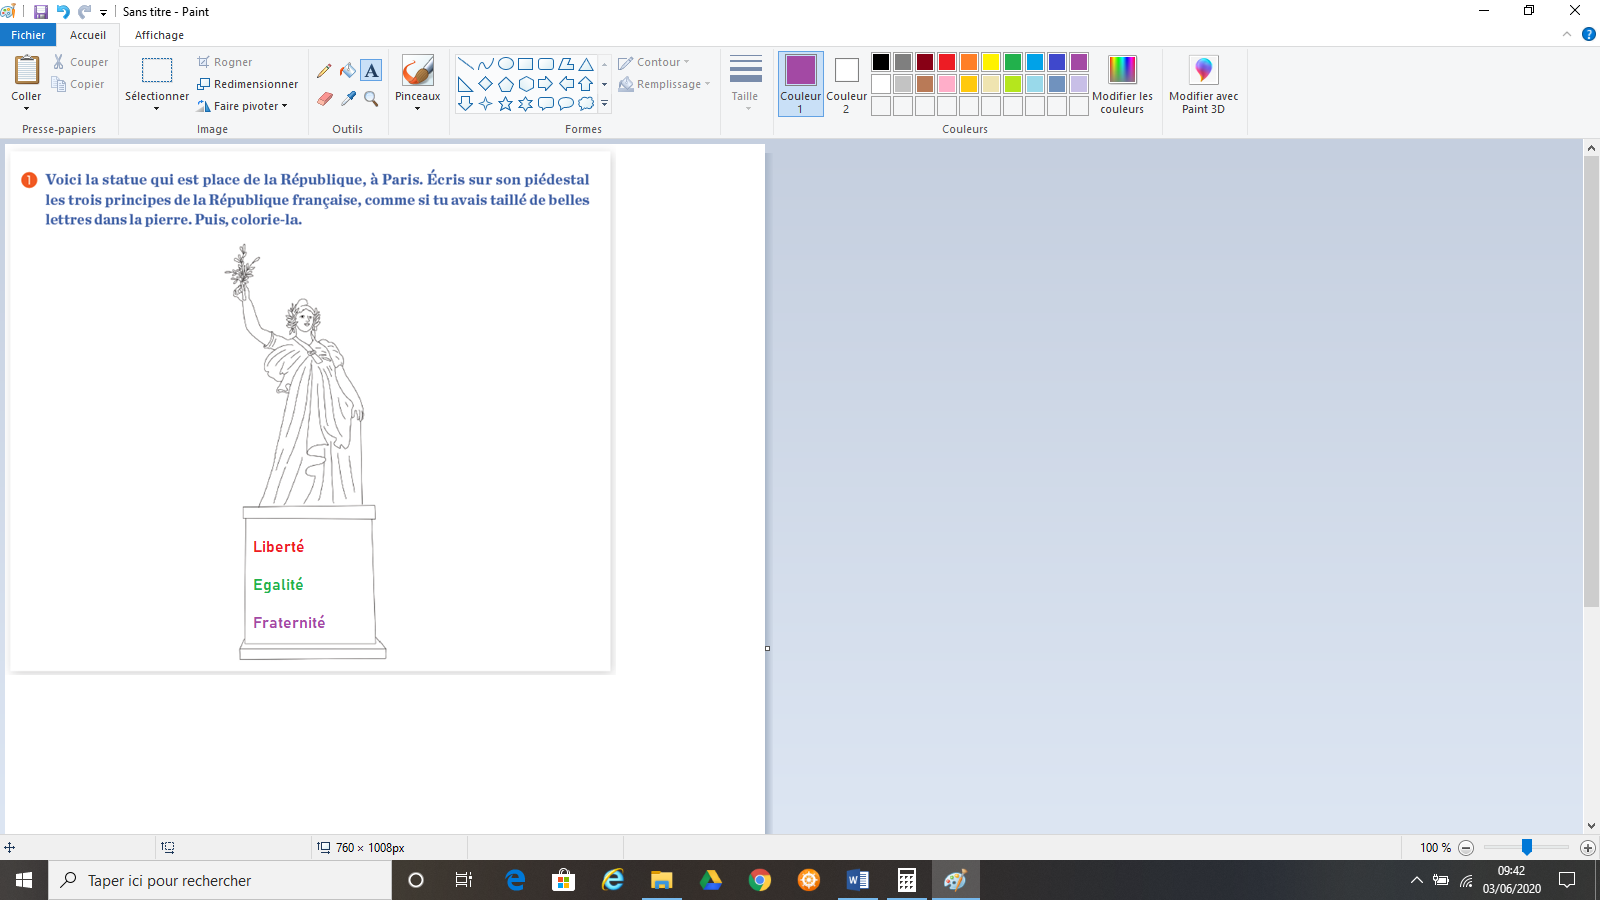 Sans titre - Paint
Fichier Accueil Affichage
Coller
Couper
Copier
Presse-papiers
Sélectionner
Rogner
Redimensionner
Faire pivoter
Image
A
Outils
Pinceaux
Formes
Contour
Remplissage
Taille
Couleur 1
Couleur 2
Couleurs
Modifier les couleurs
Modifier avec Paint 3D
?
1 Voici la statue qui est place de la République, à Paris. Écris sur son piédestal
les trois principes de la République française, comme si tu avais taillé de belles
lettres dans la pierre. Puis, colorie-la.
Liberté
Egalité
Fraternité
760 × 1008px
100 %
Taper ici pour rechercher
09:42
03/06/2020